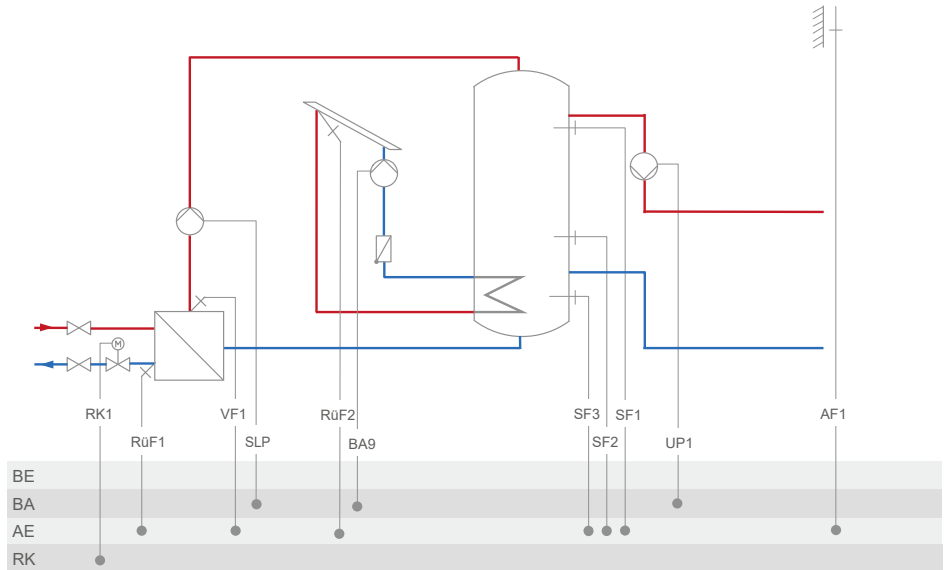 M
RK1
VF1
RüF2
SF3
SF1
AF1
RüF1
SLP
BA9
SF2
UP1
BE
BA
AE
RK